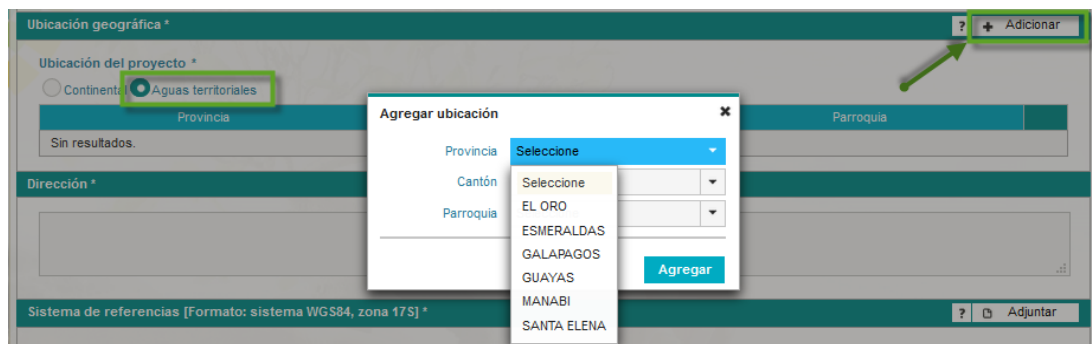 Ubicación geográfica *
? + Adicionar
Ubicación del proyecto *
Continental Aguas territoriales
Provincia
Parroquia
Sin resultados.
Agregar ubicación
Provincia Seleccione
Cantón
Parroquia
Seleccione
EL ORO
ESMERALDAS
GALAPAGOS
GUAYAS
MANABI
SANTA ELENA
Agregar
Dirección *
Sistema de referencias [Formato: sistema WGS84, zona 17S] *
? Adjuntar